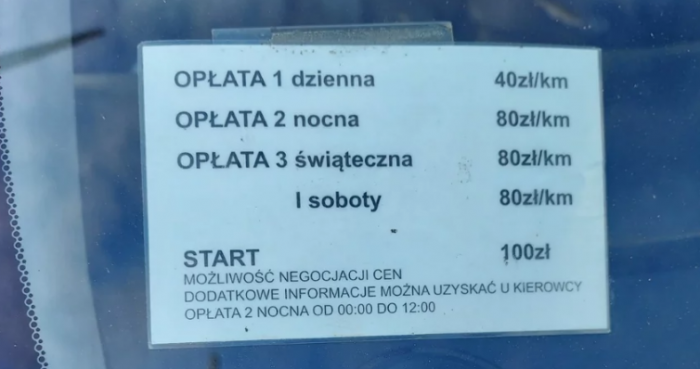 OPŁATA 1 dzienna 40zł/km
OPŁATA 2 nocna 80zł/km
OPŁATA 3 świąteczna 80zł/km
I soboty 80zł/km
START 100zł
MOŻLIWOŚĆ NEGOCJACJI CEN
DODATKOWE INFORMACJE MOŻNA UZYSKAĆ U KIEROWCY
OPŁATA 2 NOCNA OD 00:00 DO 12:00